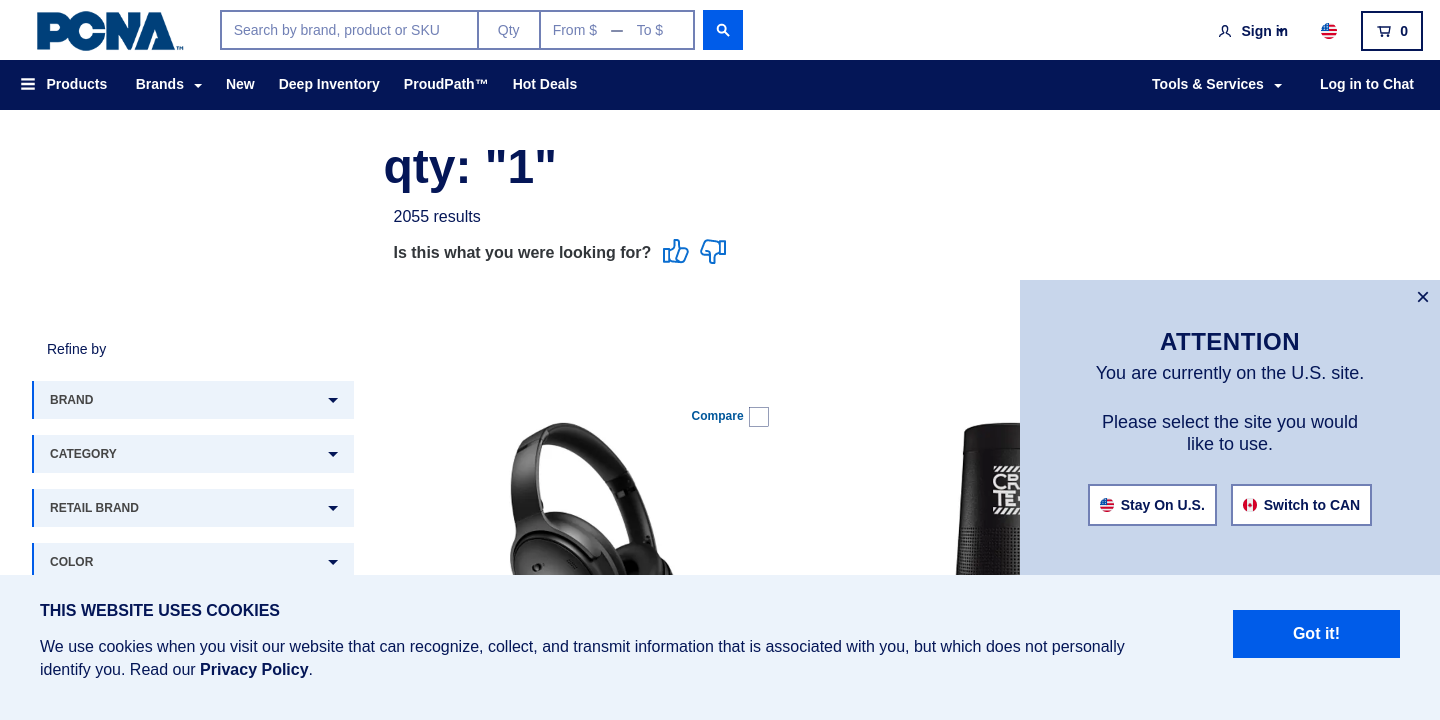 PCNA™
Search by brand, product or SKU
Qty
From $ — To $
Sign in
0
Products
Brands
New
Deep Inventory
ProudPath™
Hot Deals
Tools & Services
Log in to Chat
qty: "1"
2055 results
Is this what you were looking for?
Refine by
BRAND
CATEGORY
RETAIL BRAND
COLOR
Compare
×
ATTENTION
You are currently on the U.S. site.
Please select the site you would
like to use.
Stay On U.S.
Switch to CAN
THIS WEBSITE USES COOKIES
We use cookies when you visit our website that can recognize, collect, and transmit information that is associated with you, but which does not personally
identify you. Read our Privacy Policy.
Got it!